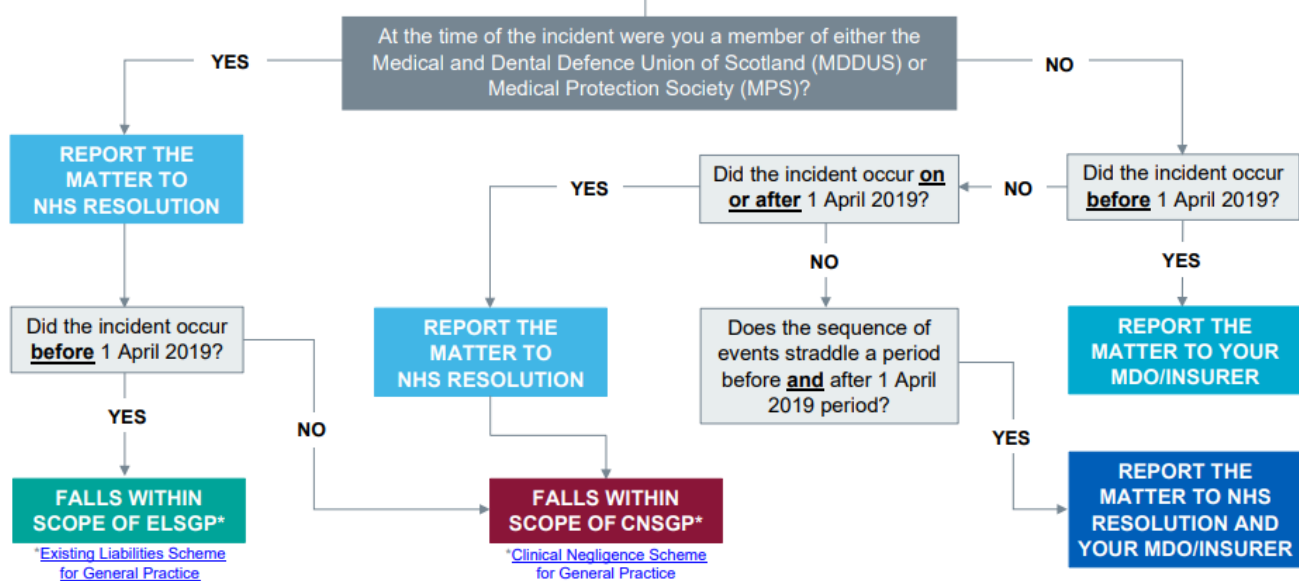 At the time of the incident were you a member of either the
Medical and Dental Defence Union of Scotland (MDDUS) or
Medical Protection Society (MPS)?
YES
NO
REPORT THE
MATTER TO
NHS RESOLUTION
Did the incident occur on
or after 1 April 2019?
YES
NO
Did the incident occur
before 1 April 2019?
NO
YES
Did the incident occur
before 1 April 2019?
REPORT THE
MATTER TO
NHS RESOLUTION
Does the sequence of
events straddle a period
before and after 1 April
2019 period?
REPORT THE
MATTER TO YOUR
MDO/INSURER
YES
NO
YES
FALLS WITHIN
SCOPE OF ELSGP*
*Existing Liabilities Scheme
for General Practice
FALLS WITHIN
SCOPE OF CNSGP*
*Clinical Negligence Scheme
for General Practice
REPORT THE
MATTER TO NHS
RESOLUTION AND
YOUR MDO/INSURER